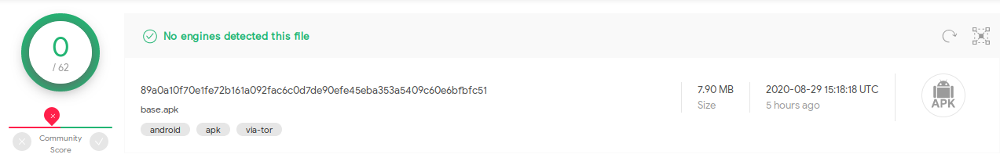 0
/ 62
Community
Score
No engines detected this file
89a0a10f70e1fe72b161a092fac6c0d7de90efe45eba353a5409c60e6bfbfc51
base.apk
android apk via-tor
7.90 MB
Size
2020-08-29 15:18:18 UTC
5 hours ago
APK